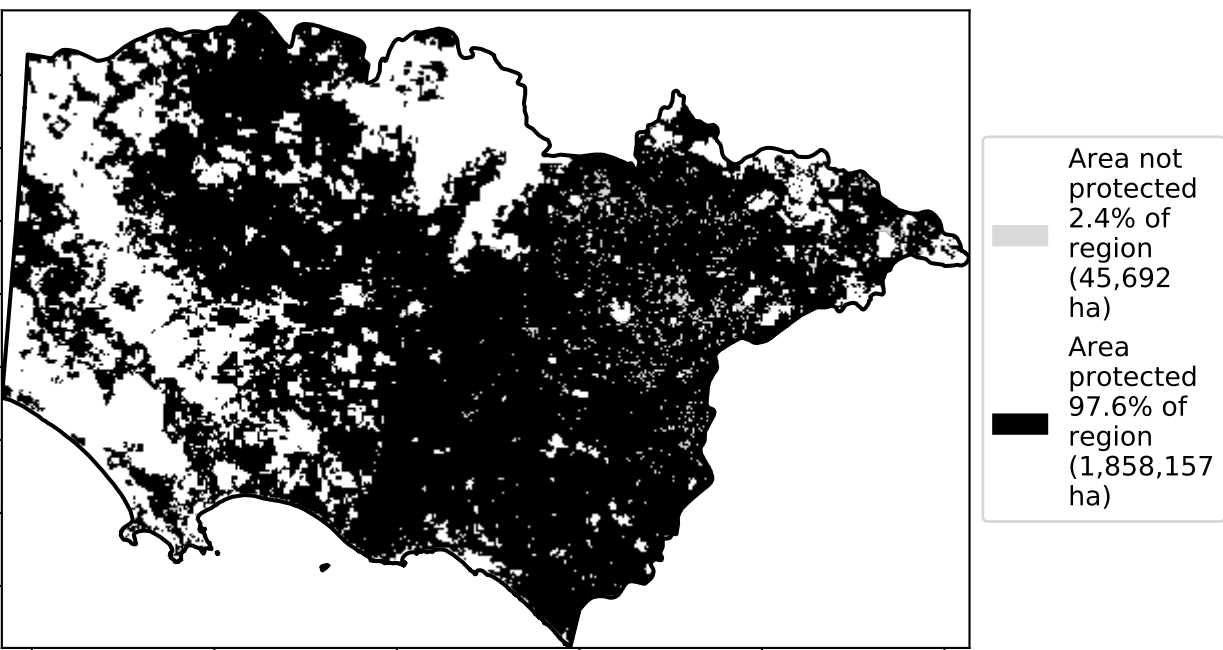 Area not
protected
2.4% of
region
(45,692
ha)
Area
protected
97.6% of
region
(1,858,157
ha)